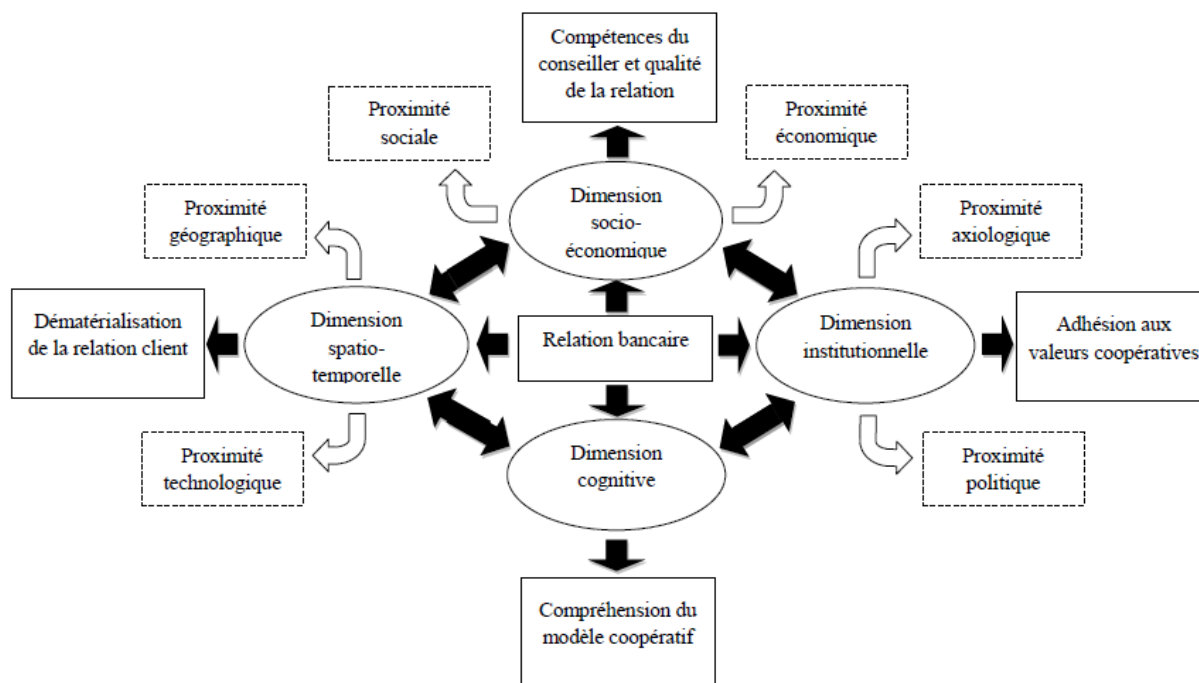 Compétences du
conseiller et qualité
de la relation
Proximité
sociale
Proximité
économique
Dimension
socio-
économique
Proximité
géographique
Proximité
axiologique
Dématérialisation
de la relation client
Dimension
spatio-
temporelle
Relation bancaire
Dimension
institutionnelle
Adhésion aux
valeurs coopératives
Proximité
technologique
Dimension
cognitive
Proximité
politique
Compréhension du
modèle coopératif